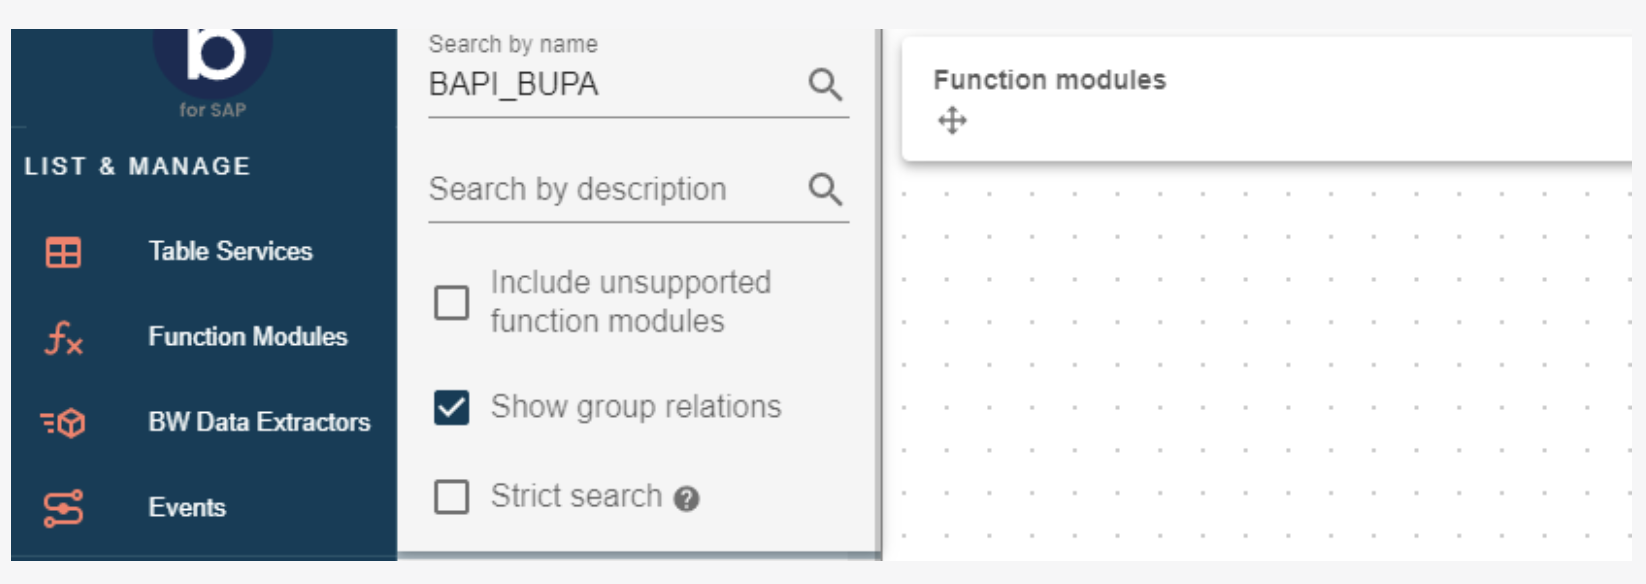 b
for SAP
LIST & MANAGE
Table Services
Function Modules
BW Data Extractors
Events
Search by name
BAPI_BUPA
Search by description
Include unsupported
function modules
Show group relations
Strict search ?
Function modules